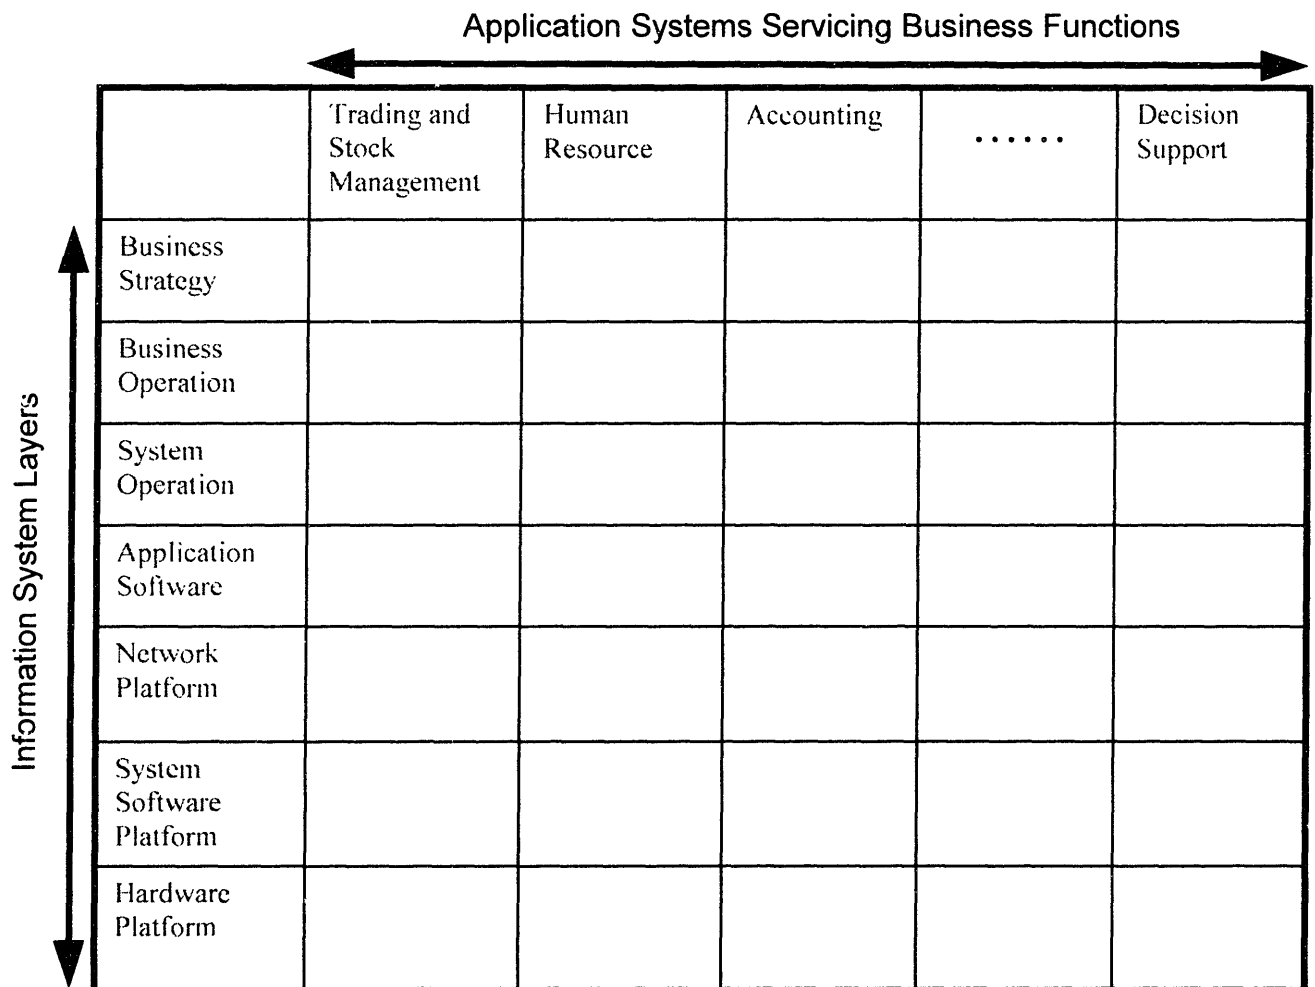 Application Systems Servicing Business Functions
Trading and
Stock
Management
Human
Resource
Accounting
......
Decision
Support
Information System Layers
Business
Strategy
Business
Operation
System
Operation
Application
Software
Network
Platform
System
Software
Platform
Hardware
Platform